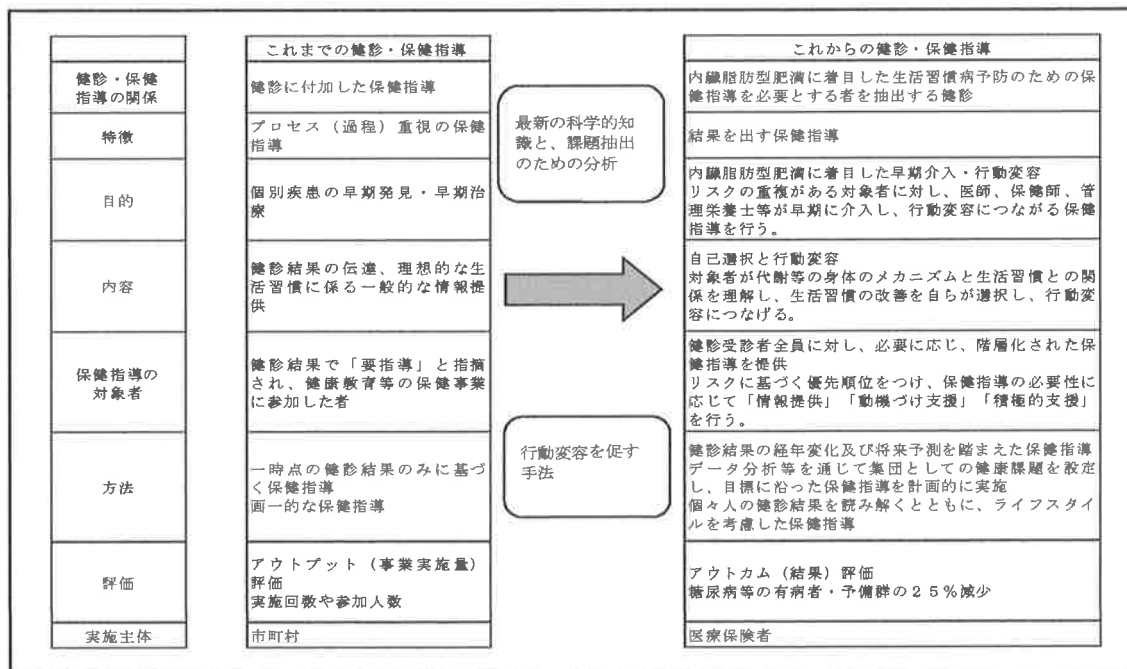 これまでの健診・保健指導
これからの健診・保健指導
健診・保健
指導の関係
健診に付加した保健指導
内臓脂肪型肥満に着目した生活習慣病予防のための保
健指導を必要とする者を抽出する健診
特徴
プロセス（過程）重視の保健
指導
結果を出す保健指導
目的
個別疾患の早期発見・早期治
療
内臓脂肪型肥満に着目した早期介入・行動変容
リスクの重複がある対象者に対し、医師、保健師、管
理栄養士等が早期に介入し、行動変容につながる保健
指導を行う。
内容
健診結果の伝達、理想的な生
活習慣に係る一般的な情報提
供
自己選択と行動変容
対象者が代謝等の身体のメカニズムと生活習慣との関
係を理解し、生活習慣の改善を自らが選択し、行動変
容につなげる。
保健指導の
対象者
健診結果で「要指導」と指摘
され、健康教育等の保健事業
に参加した者
健診受診者全員に対し、必要に応じ、階層化された保
健指導を提供
リスクに基づく優先順位をつけ、保健指導の必要性に
応じて「情報提供」「動機づけ支援」「積極的支援」
を行う。
方法
一時点の健診結果のみに基づ
く保健指導
画一的な保健指導
健診結果の経年変化及び将来予測を踏まえた保健指導
データ分析等を通じて集団としての健康課題を設定
し、目標に沿った保健指導を計画的に実施
個々人の健診結果を読み解くとともに、ライフスタイ
ルを考慮した保健指導
評価
アウトプット（事業実施量）
評価
実施回数や参加人数
アウトカム（結果）評価
糖尿病等の有病者・予備群の２５％減少
実施主体
市町村
医療保険者
最新の科学的知
識と、課題抽出
のための分析
行動変容を促す
手法